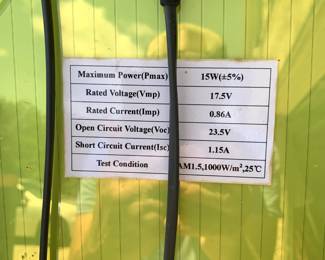 Maximum Power(Pmax) 15W(±5%)
Rated Voltage(Vmp) 17.5V
Rated Current(Imp) 0.86A
Open Circuit Voltage(Voc) 23.5V
Short Circuit Current(Isc) 1.15A
Test Condition AM1.5,1000W/m²,25℃